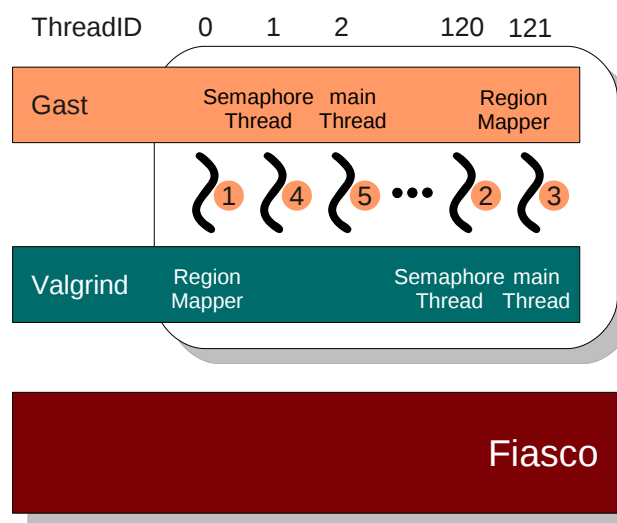 ThreadID 0 1 2 120 121
Gast
Semaphore main Region
Thread Thread Mapper
1 4 5 2 3
Valgrind
Region Semaphore main
Mapper Thread Thread
Fiasco